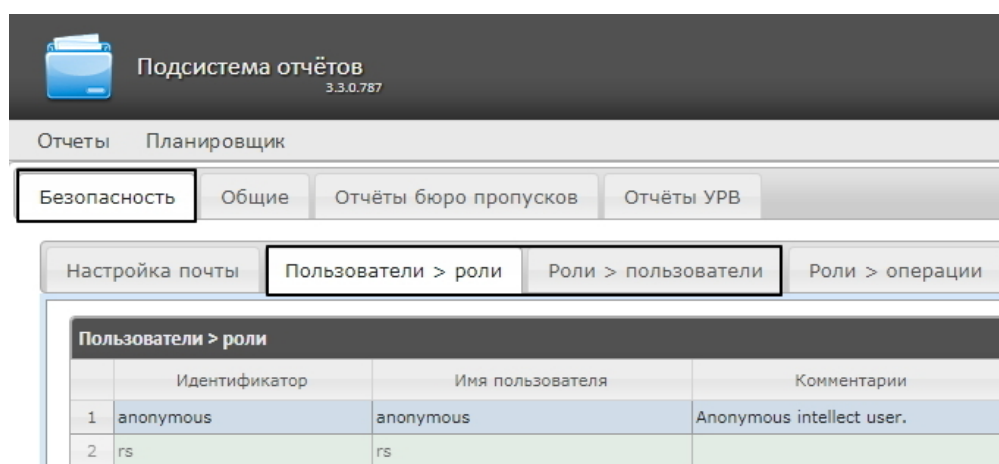 Подсистема отчётов
3.3.0.787
Отчеты Планировщик
Безопасность Общие Отчёты бюро пропусков Отчёты УРВ
Настройка почты Пользователи > роли Роли > пользователи Роли > операции
Пользователи > роли
Идентификатор Имя пользователя Комментарии
1 anonymous anonymous Anonymous intellect user.
2 rs rs